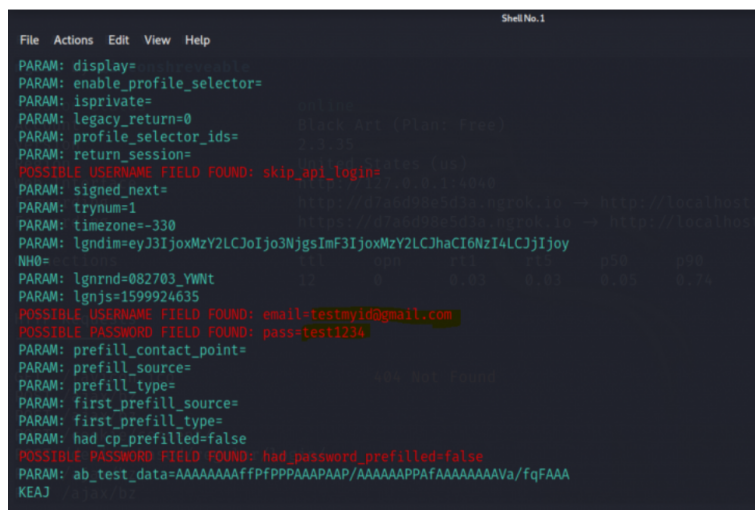 Shell No. 1
File Actions Edit View Help
PARAM: display=
PARAM: enable_profile_selector=
PARAM: isprivate=
PARAM: legacy_return=0
PARAM: profile_selector_ids=
PARAM: return_session=
POSSIBLE USERNAME FIELD FOUND: skip_api_login=
PARAM: signed_next=
PARAM: trynum=1
PARAM: timezone=-330
PARAM: lgndim=eyJ3IjoxMzY2LCJoIjo3NjgsImF3IjoxMzY2LCJhaCI6NzI4LCJjIjoy
NH0=
PARAM: lgnrnd=082703_YWNt
PARAM: lgnjs=1599924635
POSSIBLE USERNAME FIELD FOUND: email=testmyid@gmail.com
POSSIBLE PASSWORD FIELD FOUND: pass=test1234
PARAM: prefill_contact_point=
PARAM: prefill_source=
PARAM: prefill_type=
PARAM: first_prefill_source=
PARAM: first_prefill_type=
PARAM: had_cp_prefilled=false
POSSIBLE PASSWORD FIELD FOUND: had_password_prefilled=false
PARAM: ab_test_data=AAAAAAAAffPfPPPAAAPAAP/AAAAAAPPAfAAAAAAAAVa/fqFAAA
KEAJ